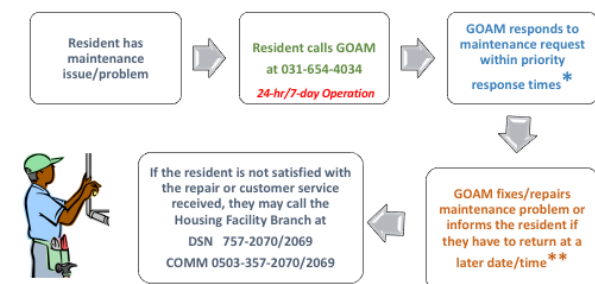 Resident has
maintenance
issue/problem
Resident calls GOAM
at 031-654-4034
24-hr/7-day Operation
GOAM responds to
maintenance request
within priority
response times*
GOAM fixes/repairs
maintenance problem or
informs the resident if
they have to return at a
later date/time**
If the resident is not satisfied with
the repair or customer service
received, they may call the
Housing Facility Branch at
DSN 757-2070/2069
COMM 0503-357-2070/2069